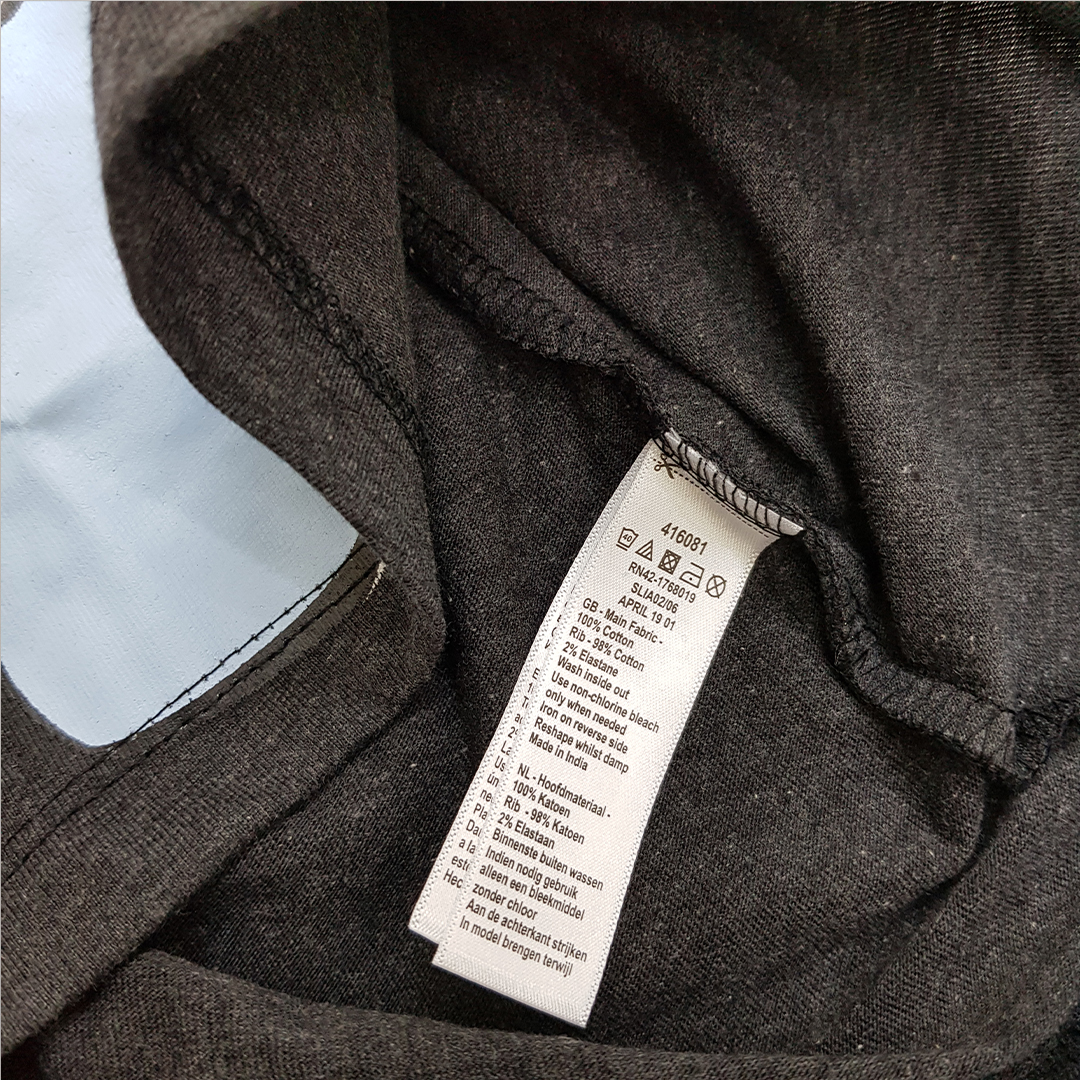 416081
40
RN42-1768019
SLIA02/06
APRIL 19 01
GB - Main Fabric -
100% Cotton
Rib - 98% Cotton
2% Elastane
Wash inside out
Use non-chlorine bleach
only when needed
Iron on reverse side
Reshape whilst damp
Made in India
NL - Hoofdmateriaal -
100% Katoen
Rib - 98% Katoen
2% Elastaan
Binnenste buiten wassen
Indien nodig gebruik
alleen een bleekmiddel
zonder chloor
Aan de achterkant strijken
In model brengen terwijl